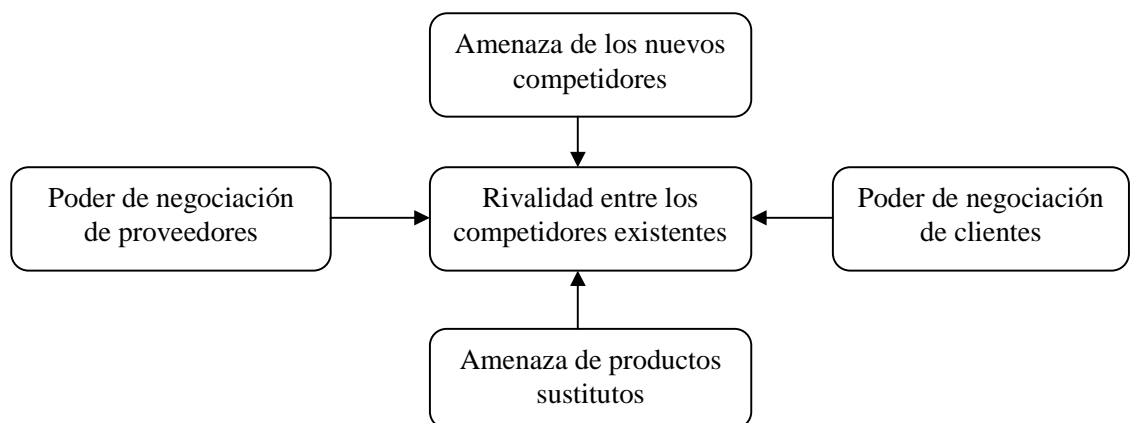 Amenaza de los nuevos
competidores
Poder de negociación
de proveedores
Rivalidad entre los
competidores existentes
Poder de negociación
de clientes
Amenaza de productos
sustitutos